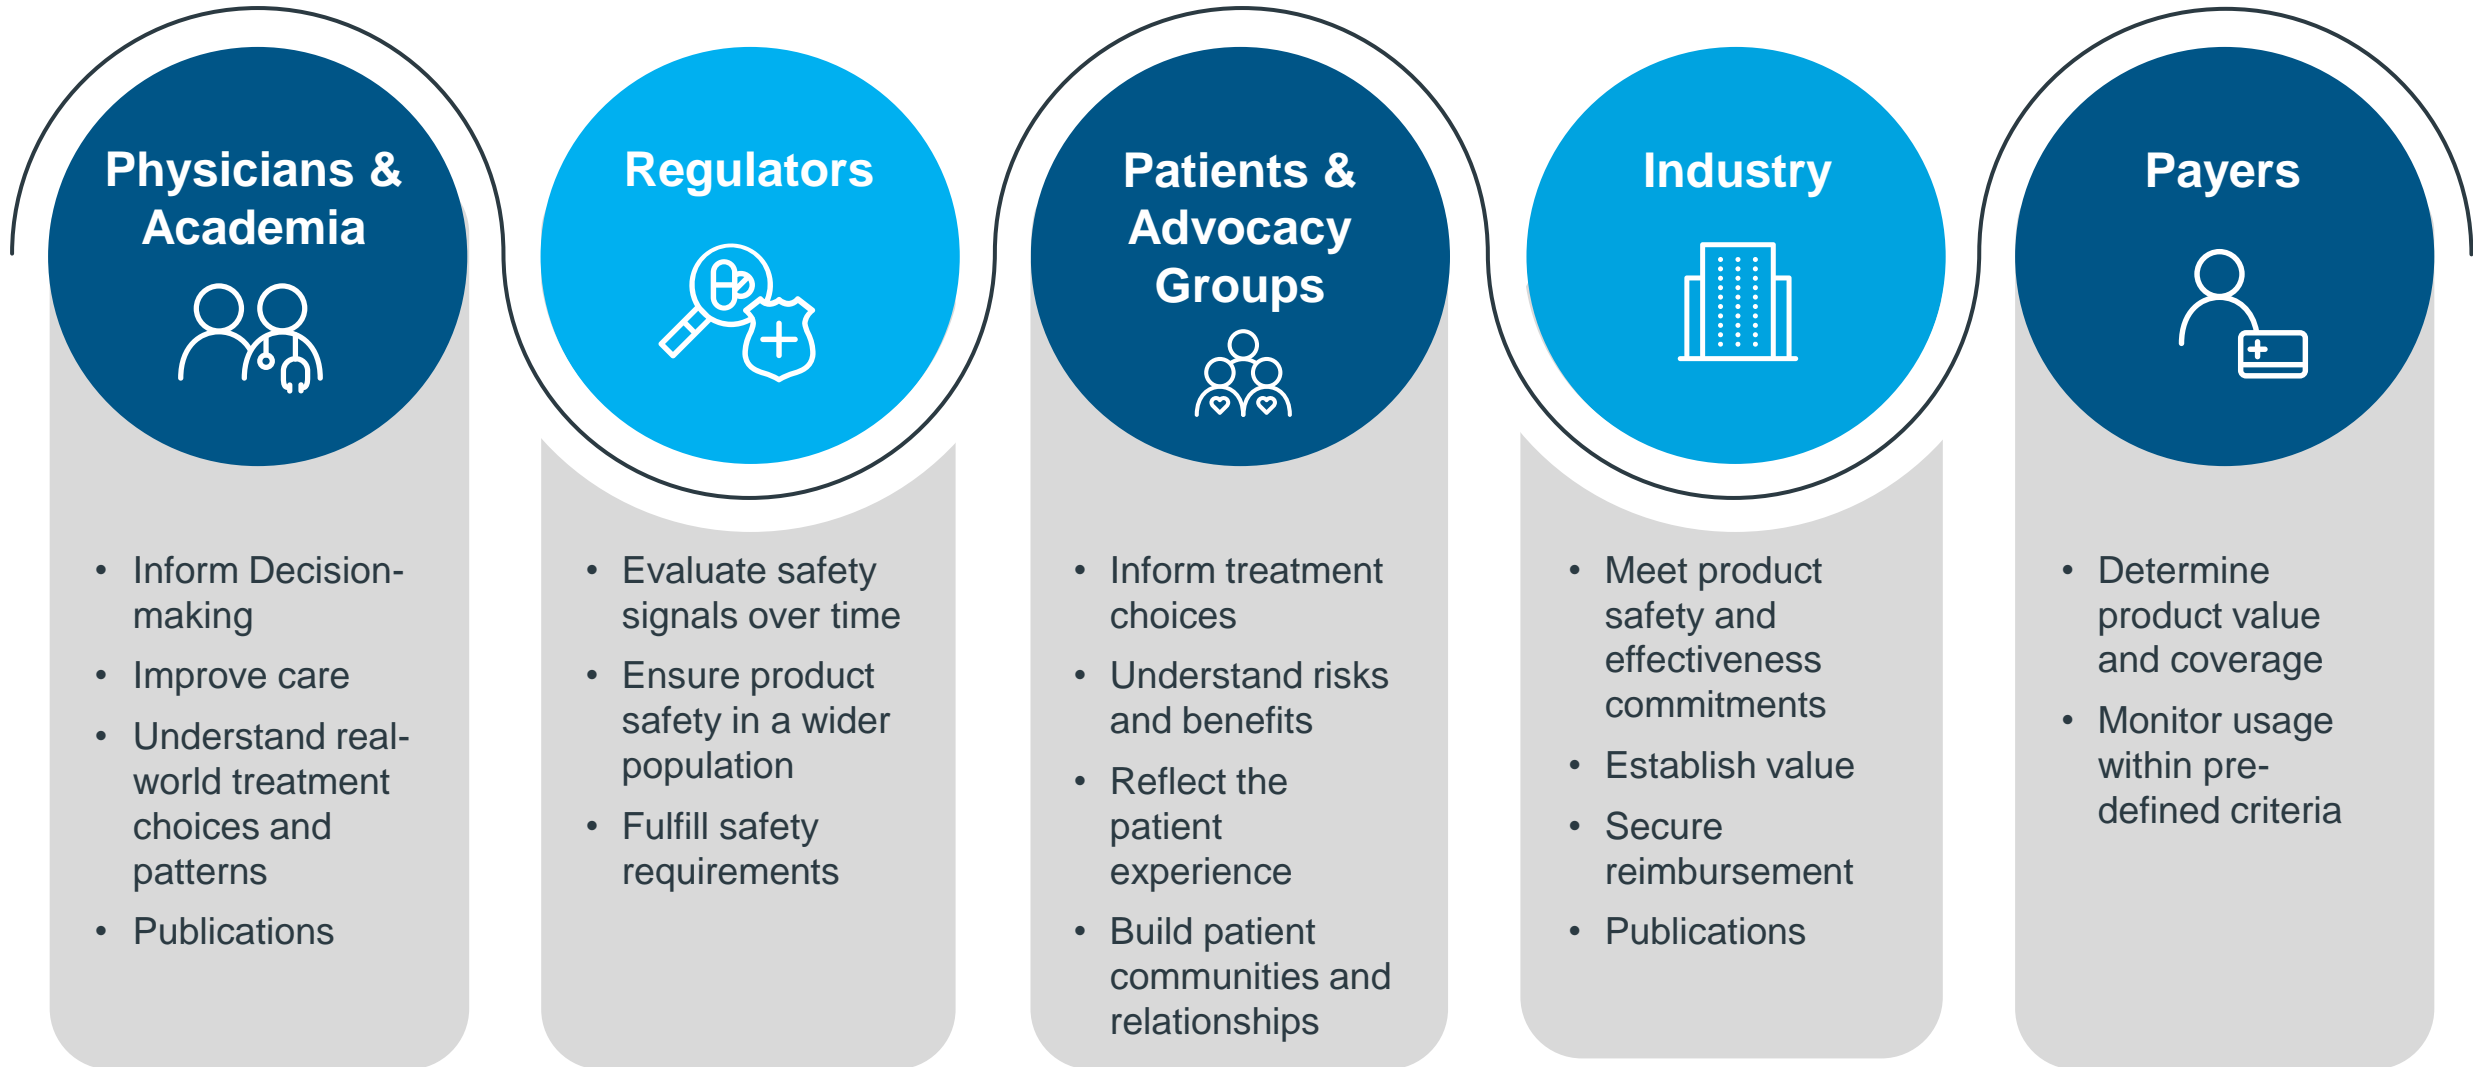 Physicians &
Academia
Regulators
Patients &
Advocacy
Groups
Industry
Payers
• Inform Decision-
making
• Improve care
• Understand real-
world treatment
choices and
patterns
• Publications
• Evaluate safety
signals over time
• Ensure product
safety in a wider
population
• Fulfill safety
requirements
• Inform treatment
choices
• Understand risks
and benefits
• Reflect the
patient
experience
• Build patient
communities and
relationships
• Meet product
safety and
effectiveness
commitments
• Establish value
• Secure
reimbursement
• Publications
• Determine
product value
and coverage
• Monitor usage
within pre-
defined criteria